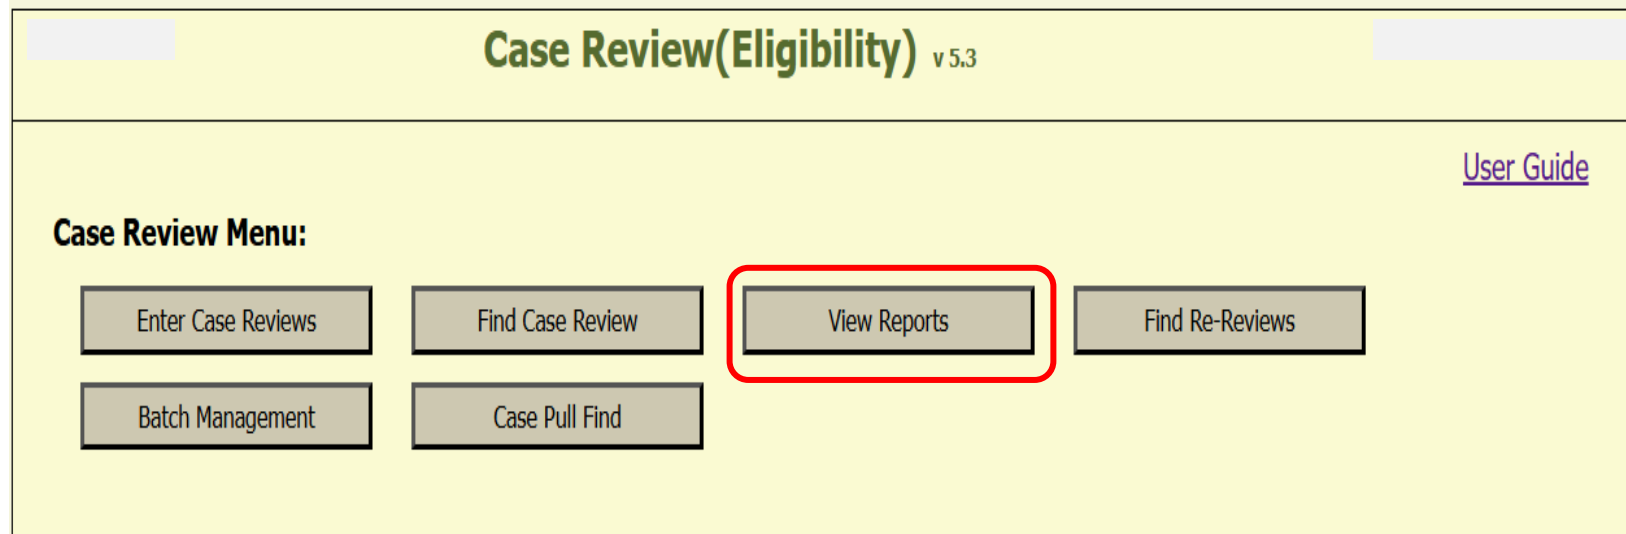 Case Review(Eligibility) v 5.3
User Guide
Case Review Menu:
Enter Case Reviews
Find Case Review
View Reports
Find Re-Reviews
Batch Management
Case Pull Find